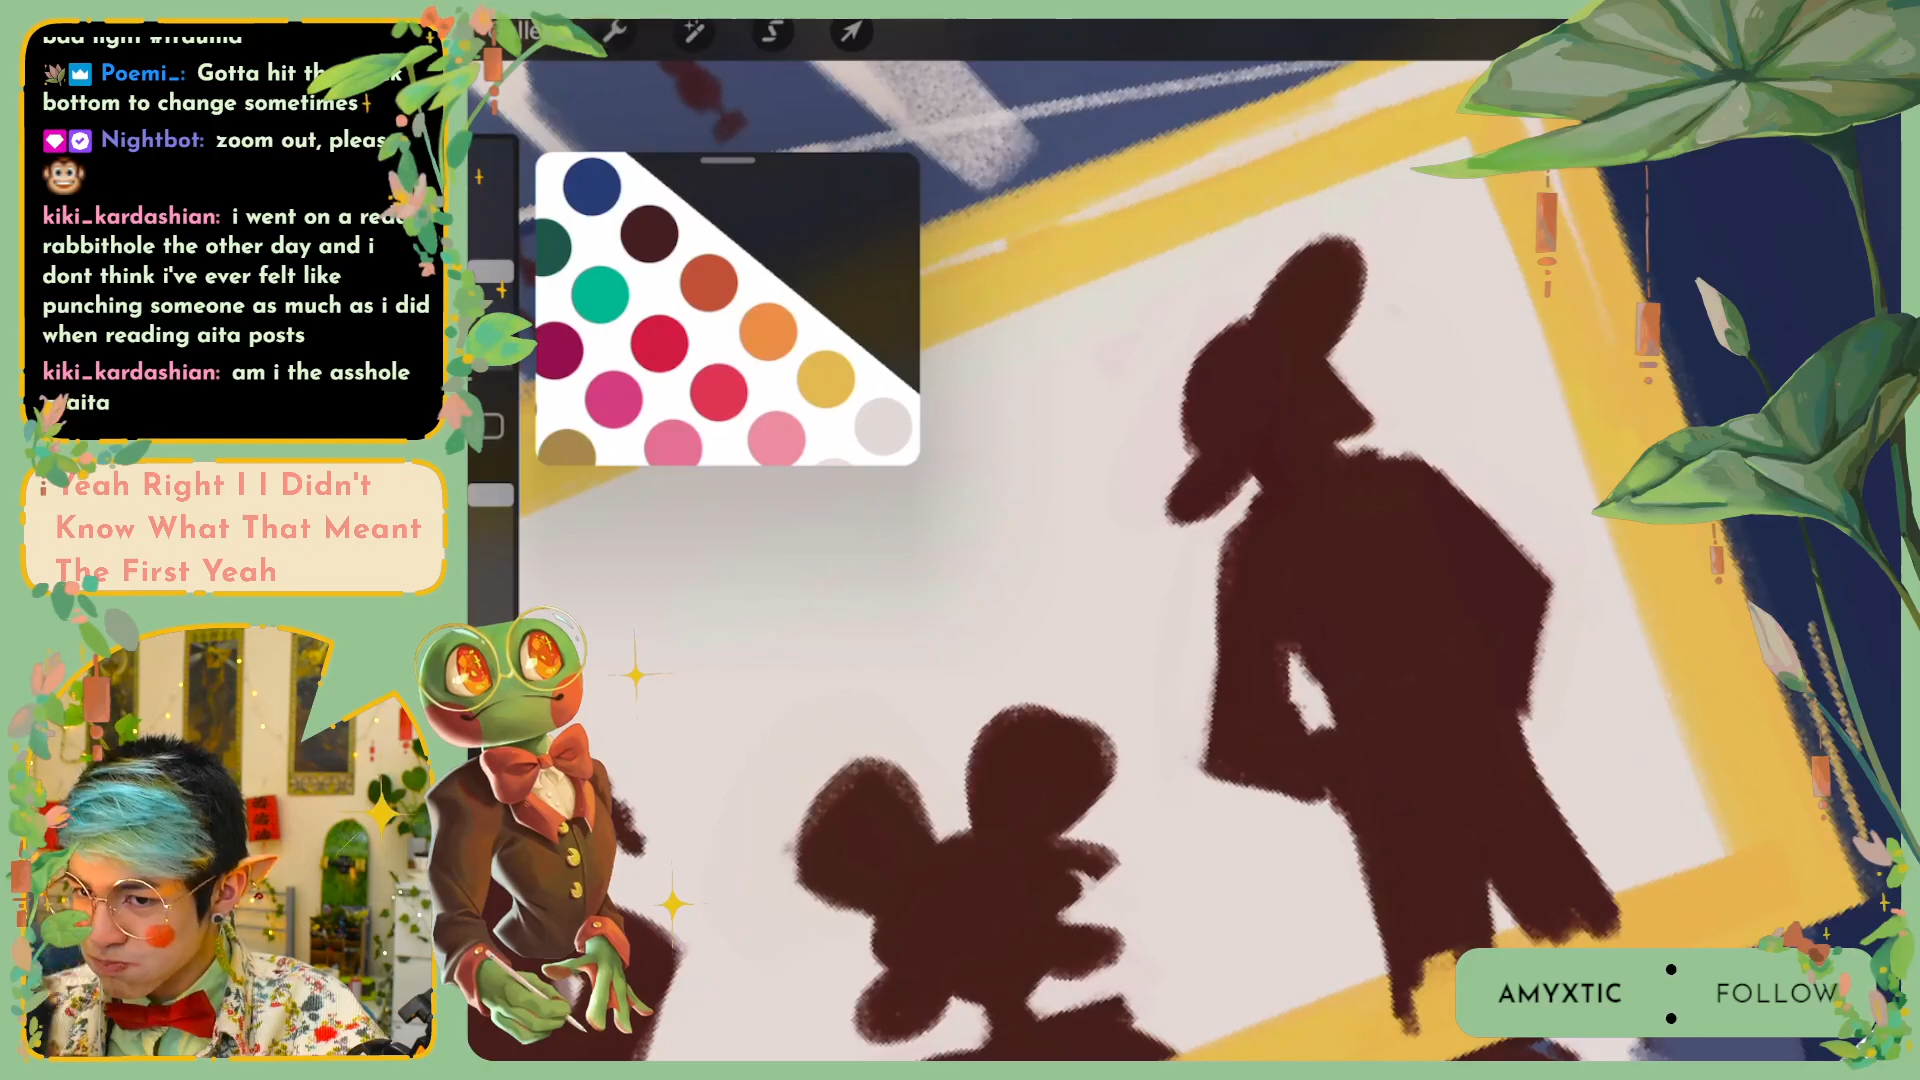 Poemi_: Gotta hit th
bottom to change sometimes
Nightbot: zoom out, pleas
kiki_kardashian: i went on a
rabbithole the other day and i
dont think i've ever felt like
punching someone as much as i did
when reading aita posts
kiki_kardashian: am i the asshole
aita
Yeah Right I I Didn't
Know What That Meant
The First Yeah
AMYXTIC
FOLLOW